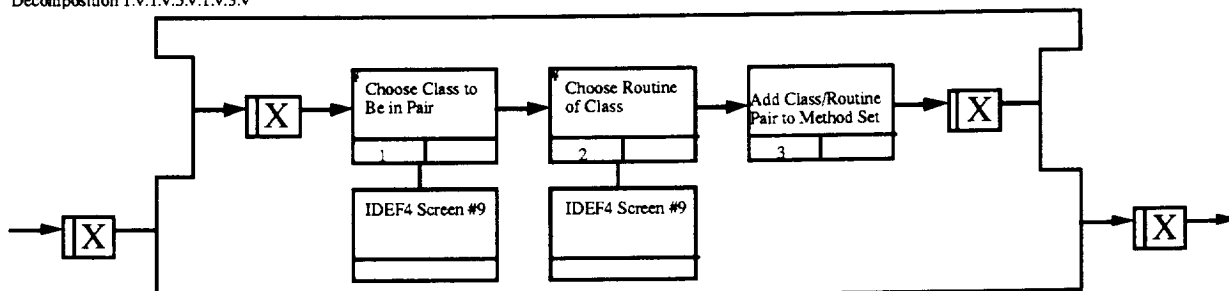 X
Choose Class to
Be in Pair
1
Choose Routine
of Class
2
Add Class/Routine
Pair to Method Set
3
X
X
IDEF4 Screen #9
IDEF4 Screen #9
X